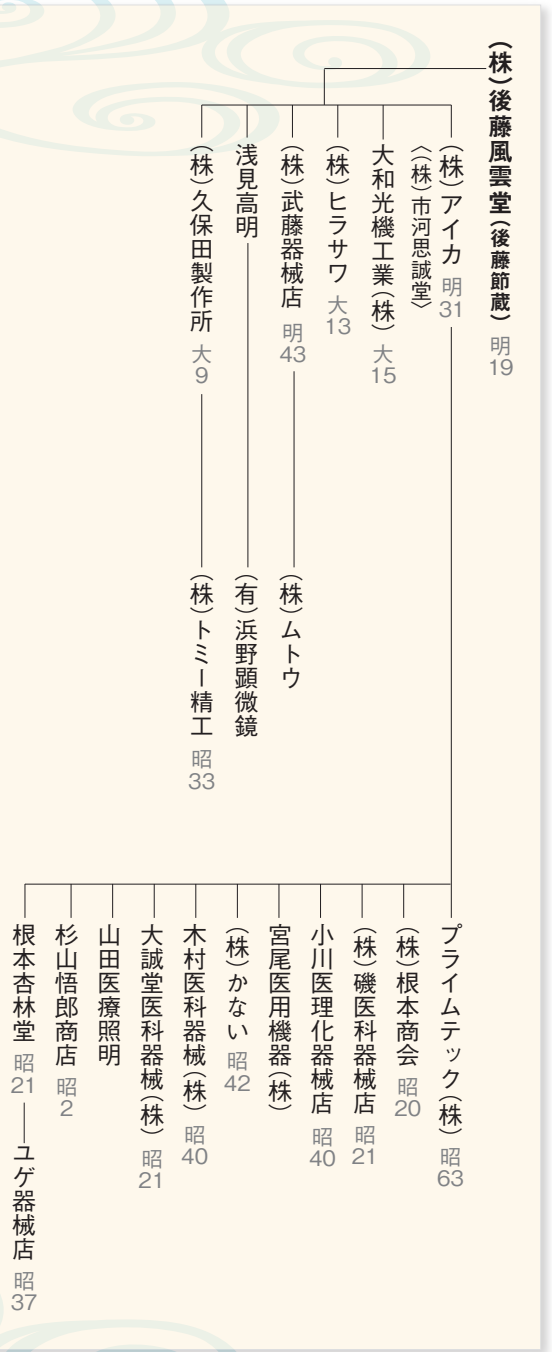 (株)後藤風雲堂(後藤節蔵) 明19
(株)アイカ 明31
〈(株)市河思誠堂〉
大和光機工業(株) 大15
(株)ヒラサワ 大13
(株)武藤器械店 明43
(株)ムトウ
浅見高明
(有)浜野顕微鏡
(株)久保田製作所 大9
(株)トミー精工 昭33
プライムテック(株) 昭63
(株)根本商会 昭20
(株)磯医科器械店 昭21
小川医理化器械店 昭40
宮尾医用機器(株)
(株)かない 昭42
木村医科器械(株) 昭40
大誠堂医科器械(株) 昭21
山田医療照明
杉山悟郎商店 昭2
根本杏林堂 昭21
ユゲ器械店 昭37